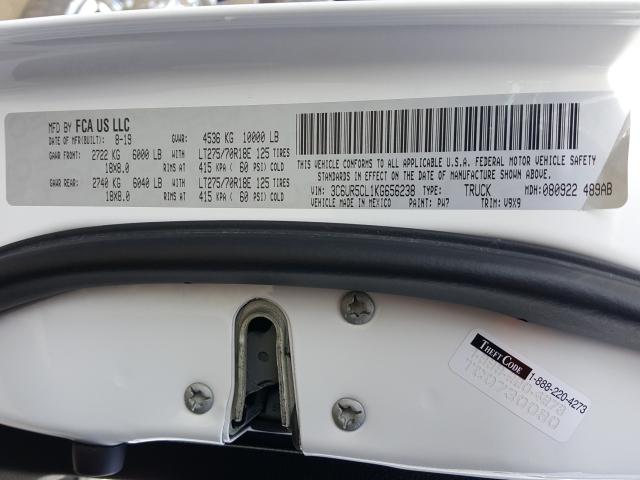 MFD BY FCA US LLC
DATE OF MFR(BUILT): 8-19 GVWR: 4536 KG 10000 LB
GAWR FRONT: 2722 KG 6000 LB WITH LT275/70R18E 125 TIRES
18X8.0 RIMS AT 415 KPA ( 60 PSI) COLD
GAWR REAR: 2740 KG 6040 LB WITH LT275/70R18E 125 TIRES
18X8.0 RIMS AT 415 KPA ( 60 PSI) COLD
THIS VEHICLE CONFORMS TO ALL APPLICABLE U.S.A. FEDERAL MOTOR VEHICLE SAFETY
STANDARDS IN EFFECT ON THE DATE OF MANUFACTURE SHOWN ABOVE.
VIN: 3C6UR5CL1KG656238 TYPE: TRUCK MDH: 080922 489AB
VEHICLE MADE IN MEXICO PAINT: PW7 TRIM: V9X9
THEFT CODE
1-888-220-4273